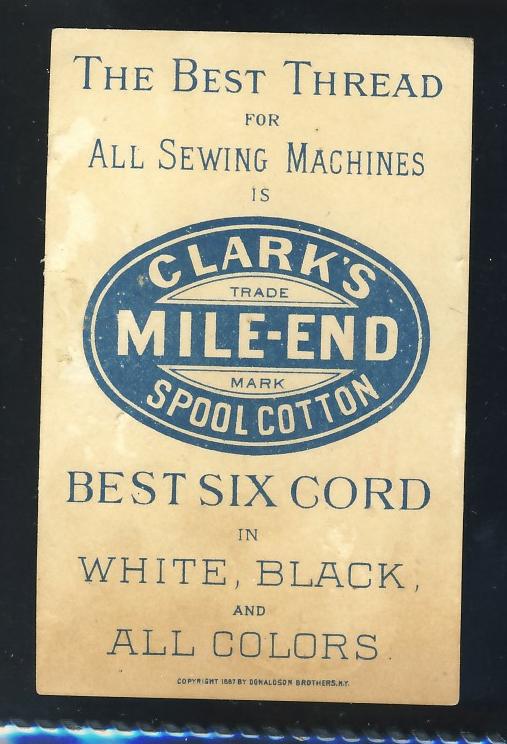 THE BEST THREAD
FOR
ALL SEWING MACHINES
IS
CLARK'S
TRADE
MILE-END
MARK
SPOOL COTTON
BEST SIX CORD
IN
WHITE, BLACK,
AND
ALL COLORS.
COPYRIGHT 1887 BY DONALDSON BROTHERS, N.Y.